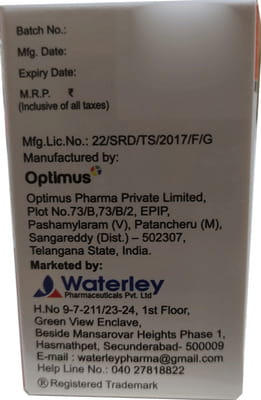 Batch No.:
Mfg. Date:
Expiry Date:
M.R.P. ₹
(Inclusive of all taxes)
Mfg.Lic.No.: 22/SRD/TS/2017/F/G
Manufactured by:
Optimus
Optimus Pharma Private Limited,
Plot No.73/B,73/B/2, EPIP,
Pashamylaram (V), Patancheru (M),
Sangareddy (Dist.) – 502307,
Telangana State, India.
Marketed by:
Waterley
Pharmaceuticals Pvt. Ltd
H.No 9-7-211/23-24, 1st Floor,
Green View Enclave,
Beside Mansarovar Heights Phase 1,
Hasmathpet, Secunderabad- 500009
E-mail : waterleypharma@gmail.com
Help Line No.: 040 27818822
® Registered Trademark